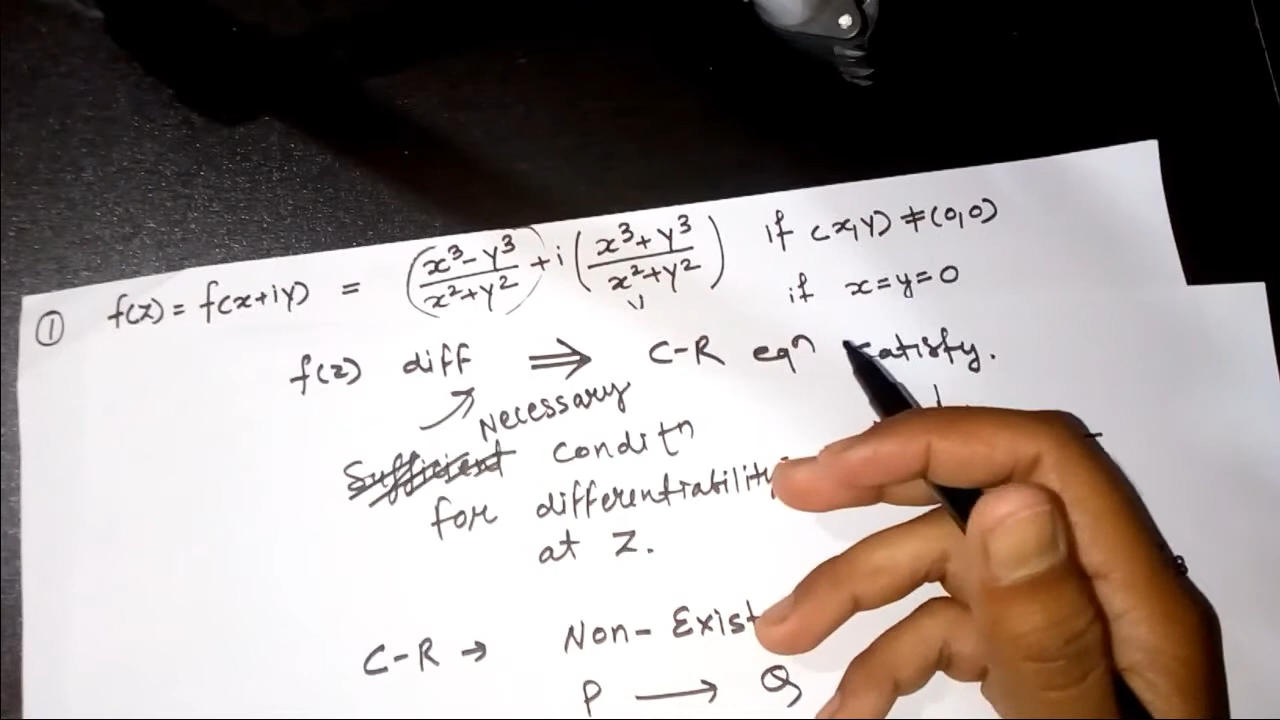 ① f(z) = f(x+iy) = (x³-y³/x²+y²) + i (x³+y³/x²+y²) if (x,y) ≠ (0,0)
if x=y=0
f(z) diff ⟹ C-R eqn satisfy.
Necessary
Sufficient conditn
for differentiability
at Z.
C-R → Non-Exist
P ⟶ Q